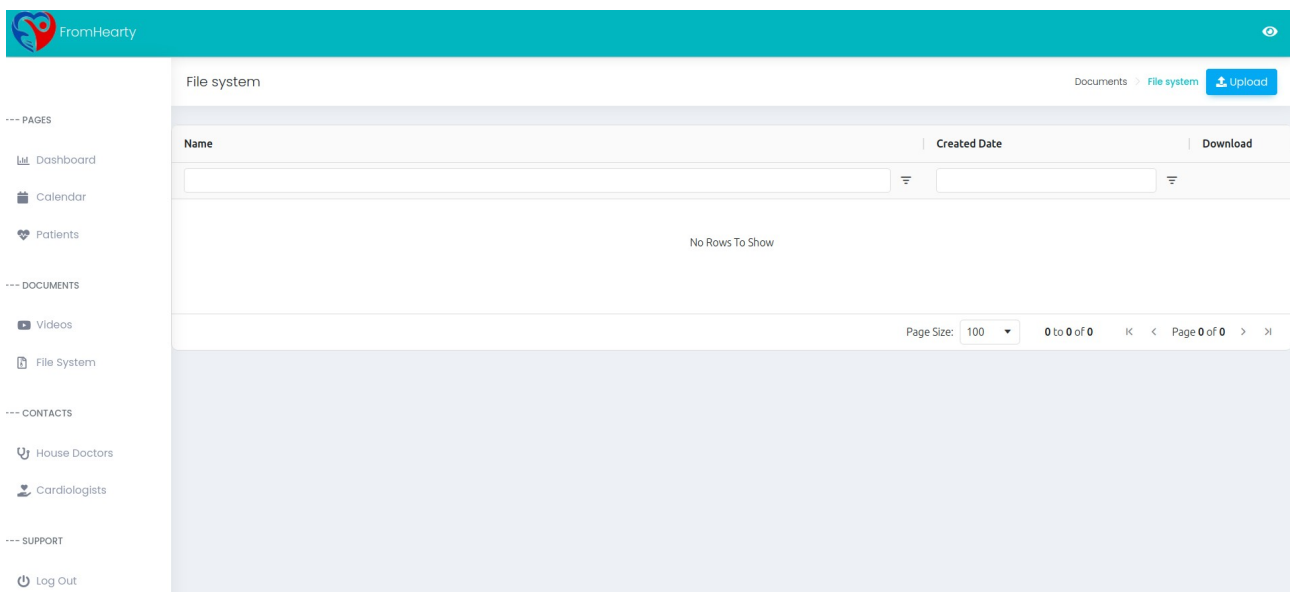 FromHearty
File system
Documents
File system
Upload
--- PAGES
Dashboard
Calendar
Patients
--- DOCUMENTS
Videos
File System
--- CONTACTS
House Doctors
Cardiologists
--- SUPPORT
Log Out
Name
Created Date
Download
No Rows To Show
Page Size:
100
0 to 0 of 0
Page 0 of 0